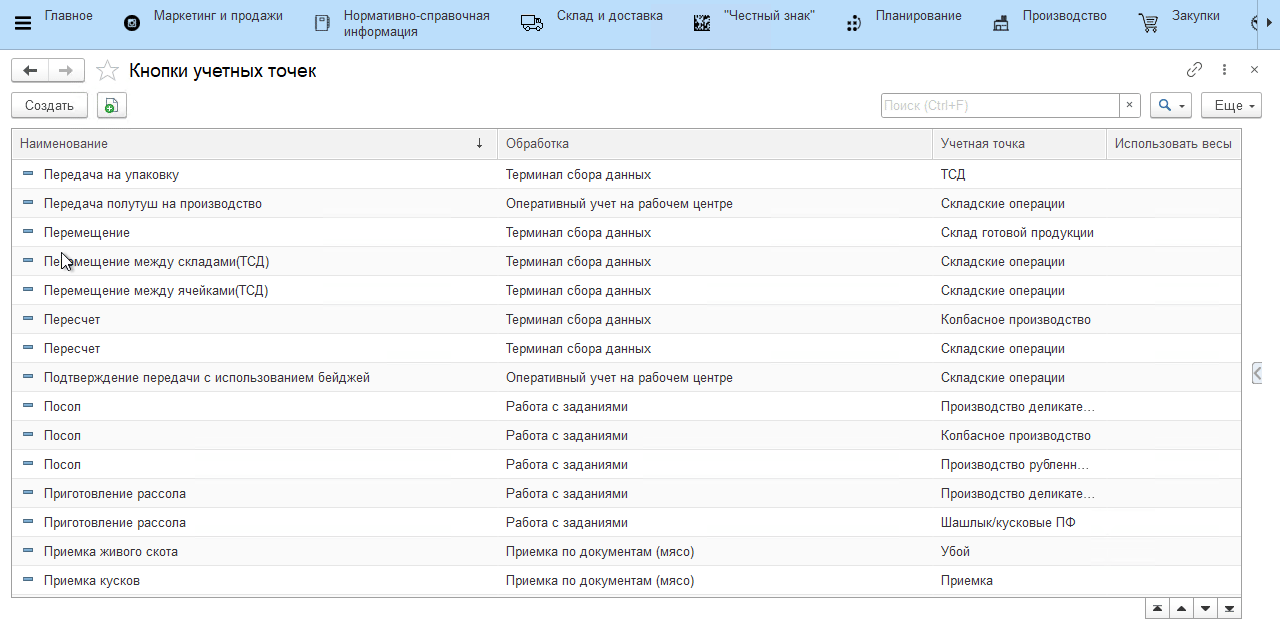 Главное
Маркетинг и продажи
Нормативно-справочная
информация
Склад и доставка
"Честный знак"
Планирование
Производство
Закупки
Кнопки учетных точек
Создать
Поиск (Ctrl+F)
Еще
Наименование Обработка Учетная точка Использовать весы
Передача на упаковку Терминал сбора данных ТСД
Передача полутуш на производство Оперативный учет на рабочем центре Складские операции
Перемещение Терминал сбора данных Склад готовой продукции
Перемещение между складами(ТСД) Терминал сбора данных Складские операции
Перемещение между ячейками(ТСД) Терминал сбора данных Складские операции
Пересчет Терминал сбора данных Колбасное производство
Пересчет Терминал сбора данных Складские операции
Подтверждение передачи с использованием бейджей Оперативный учет на рабочем центре Складские операции
Посол Работа с заданиями Производство деликате...
Посол Работа с заданиями Колбасное производство
Посол Работа с заданиями Производство рубленн...
Приготовление рассола Работа с заданиями Производство деликате...
Приготовление рассола Работа с заданиями Шашлык/кусковые ПФ
Приемка живого скота Приемка по документам (мясо) Убой
Приемка кусков Приемка по документам (мясо) Приемка